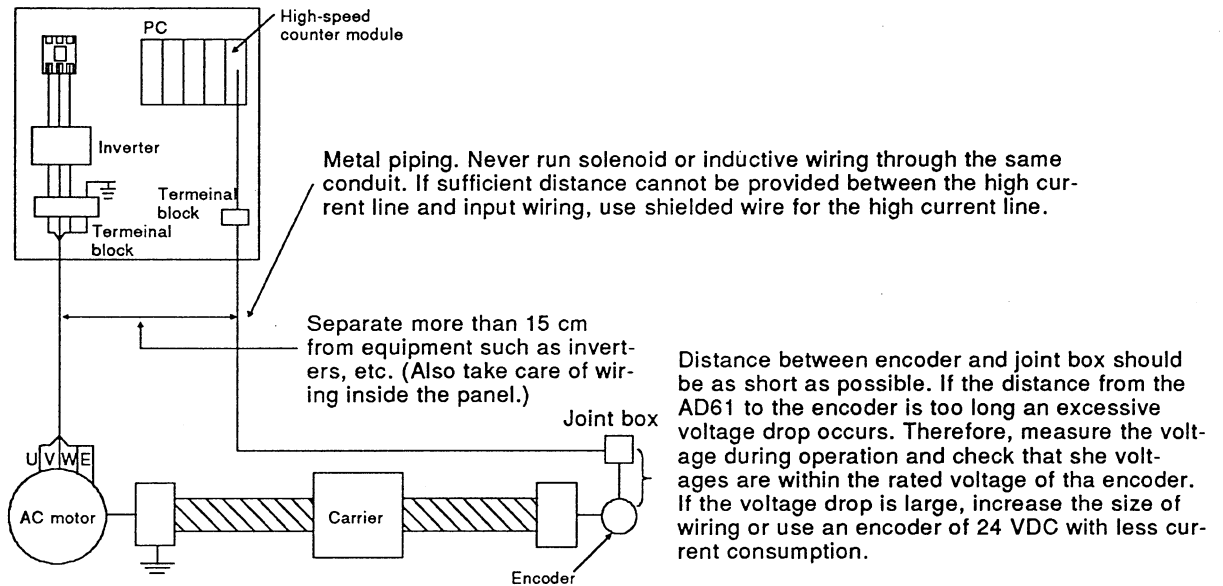 High-speed
counter module
PC
Inverter
Termeinal
block
Termeinal
block
Metal piping. Never run solenoid or inductive wiring through the same
conduit. If sufficient distance cannot be provided between the high cur-
rent line and input wiring, use shielded wire for the high current line.
Separate more than 15 cm
from equipment such as invert-
ers, etc. (Also take care of wir-
ing inside the panel.)
Distance between encoder and joint box should
be as short as possible. If the distance from the
AD61 to the encoder is too long an excessive
voltage drop occurs. Therefore, measure the volt-
age during operation and check that she volt-
ages are within the rated voltage of tha encoder.
If the voltage drop is large, increase the size of
wiring or use an encoder of 24 VDC with less cur-
rent consumption.
Joint box
U V W E
AC motor
Carrier
Encoder